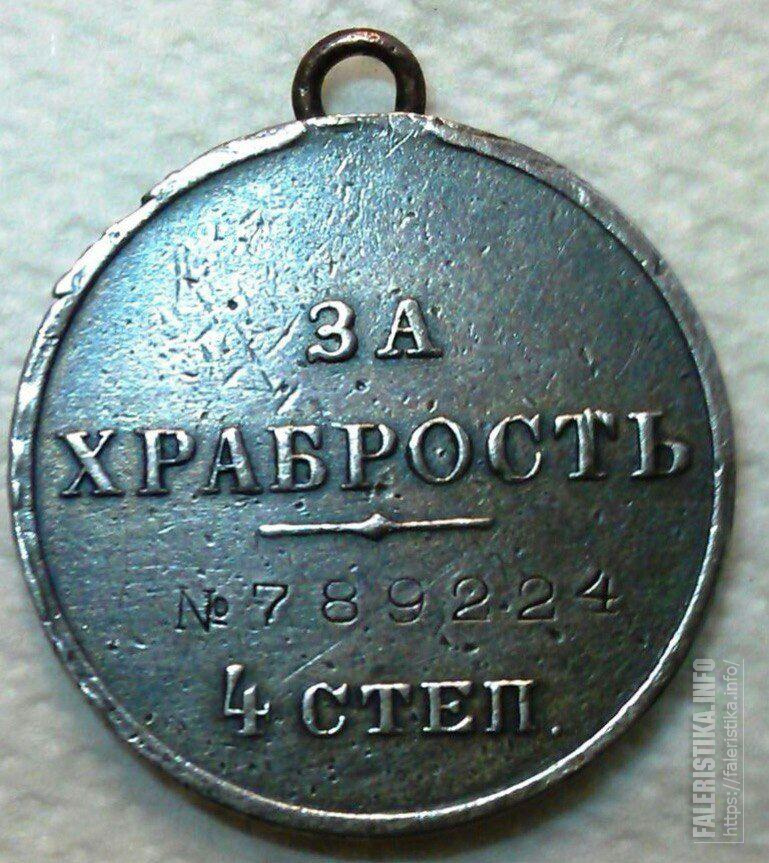 ЗА
ХРАБРОСТЬ
№789224
4 СТЕП.
FALERISTIKA.INFO
https://faleristika.info/